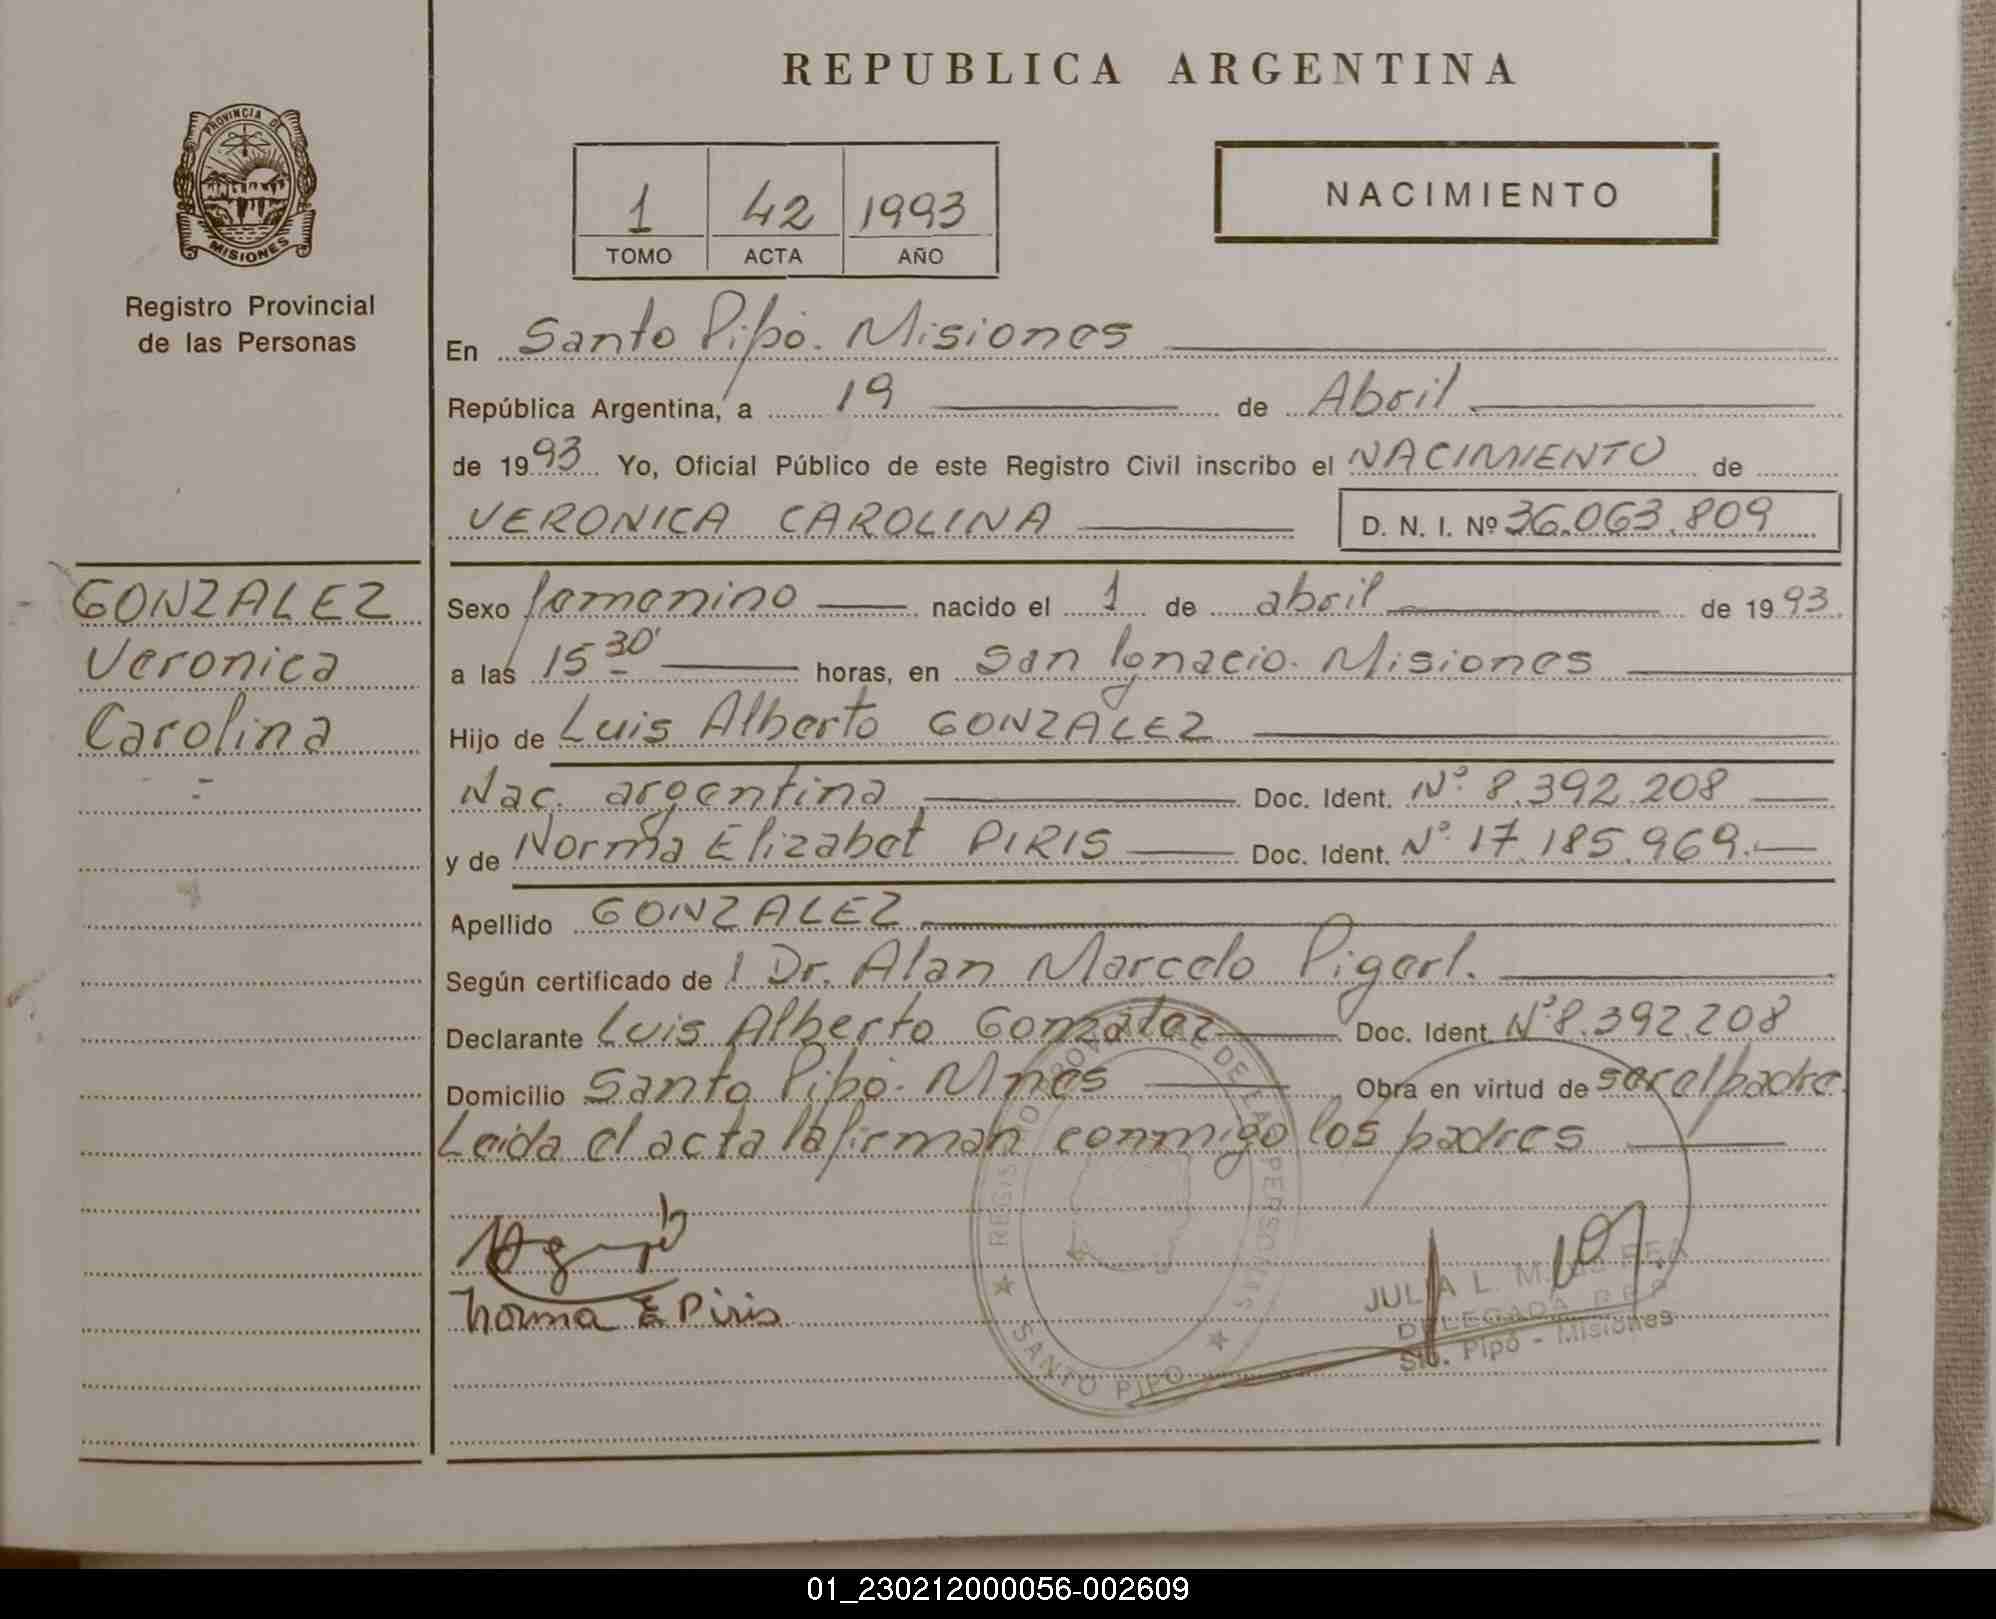 REPUBLICA ARGENTINA
PROVINCIA DE
MISIONES
Registro Provincial
de las Personas
1 42 1993
TOMO ACTA AÑO
NACIMIENTO
En Santo Pipó. Misiones
República Argentina, a 19 de Abril
de 1993 Yo, Oficial Público de este Registro Civil inscribo el NACIMIENTO de
VERONICA CAROLINA D. N. I. Nº 36.063.809
GONZALEZ
Veronica
Carolina
Sexo femenino nacido el 1 de abril de 1993
a las 15 30' horas, en San Ignacio. Misiones
Hijo de Luis Alberto GONZALEZ
Nac. argentina Doc. Ident. Nº 8.392.208
y de Norma Elizabet PIRIS Doc. Ident. Nº 17.185.969.
Apellido GONZALEZ
Según certificado de l Dr. Alan Marcelo Pigerl.
Declarante Luis Alberto Gonzalez Doc. Ident. Nº 8.392.208
Domicilio Santo Pipó. Mnes Obra en virtud de ser el padre.
Leida el acta la firman conmigo los padres
Norma E Piris
REGISTRO DE LAS PERSONAS
SANTO PIPO
JULIA L.
DELEGADA R.P.P.
Sto. Pipó - Misiones
01_230212000056-002609